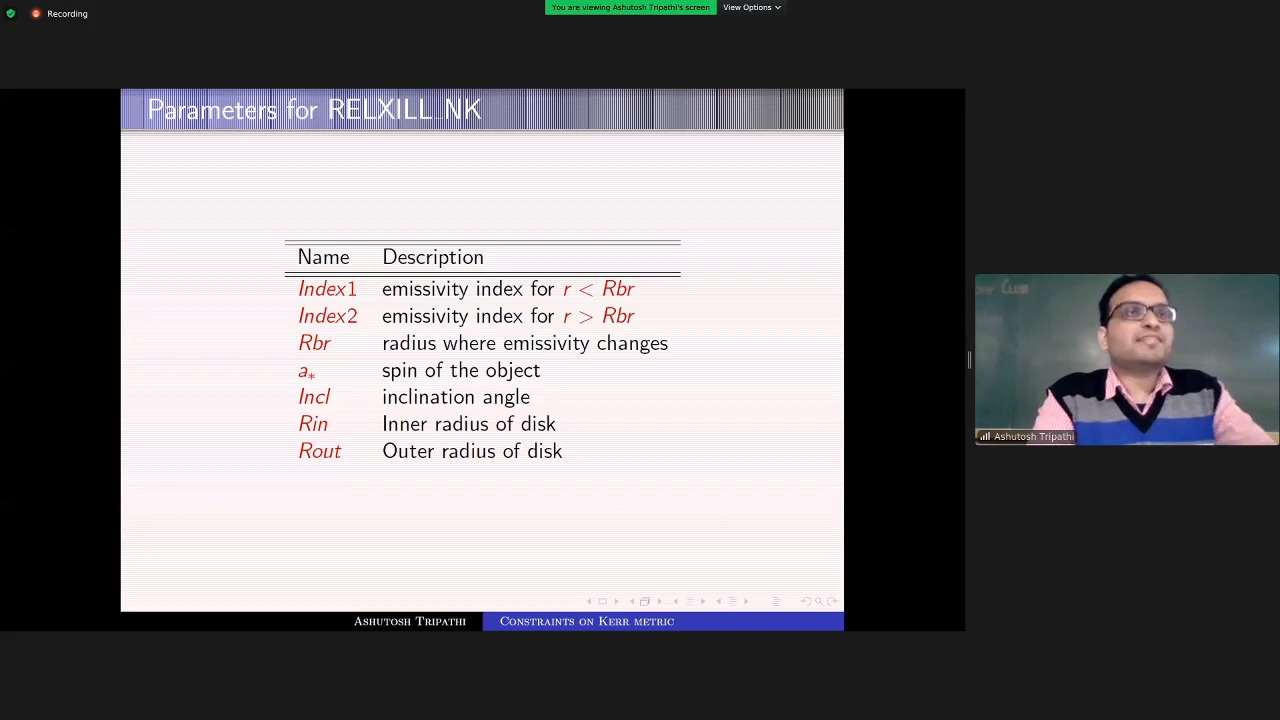 Recording
You are viewing Ashutosh Tripathi's screen
View Options
Parameters for RELXILL_NK
Name Description
Index1 emissivity index for r < Rbr
Index2 emissivity index for r > Rbr
Rbr radius where emissivity changes
a* spin of the object
Incl inclination angle
Rin Inner radius of disk
Rout Outer radius of disk
Ashutosh Tripathi
Ashutosh Tripathi
Constraints on Kerr metric